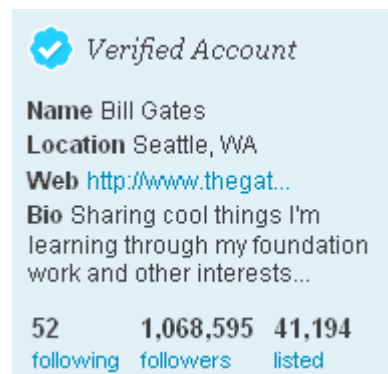 Verified Account
Name Bill Gates
Location Seattle, WA
Web http://www.thegat...
Bio Sharing cool things I'm
learning through my foundation
work and other interests...
52 1,068,595 41,194
following followers listed